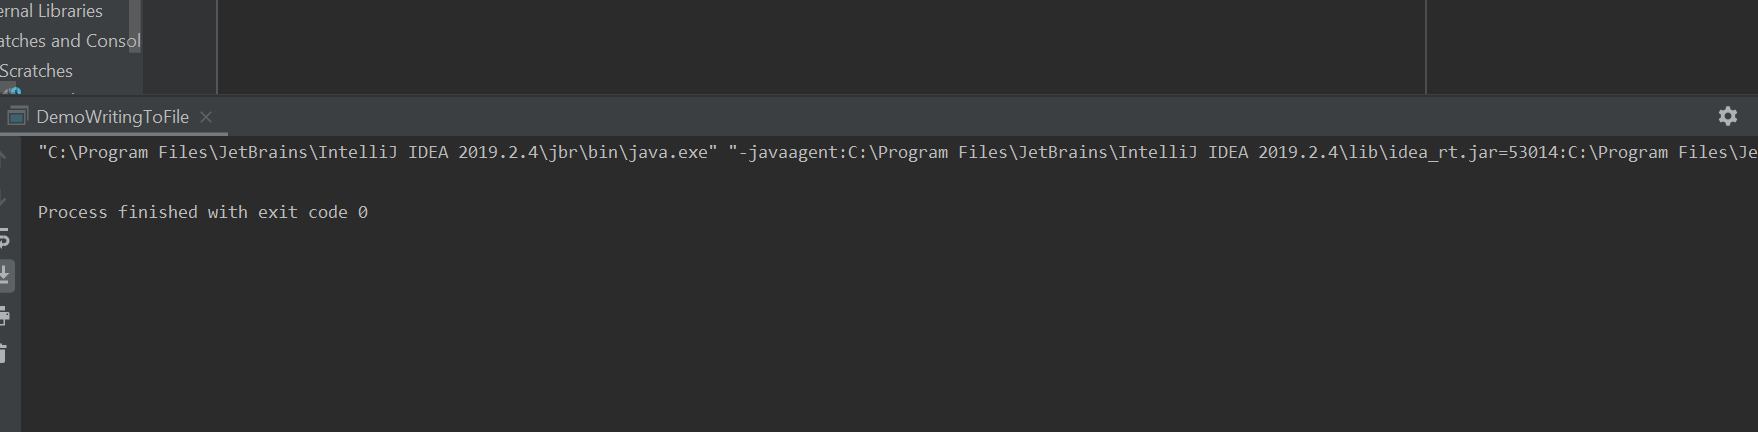 ernal Libraries
atches and Consol
Scratches
DemoWritingToFile
"C:\Program Files\JetBrains\IntelliJ IDEA 2019.2.4\jbr\bin\java.exe" "-javaagent:C:\Program Files\JetBrains\IntelliJ IDEA 2019.2.4\lib\idea_rt.jar=53014:C:\Program Files\Je
Process finished with exit code 0